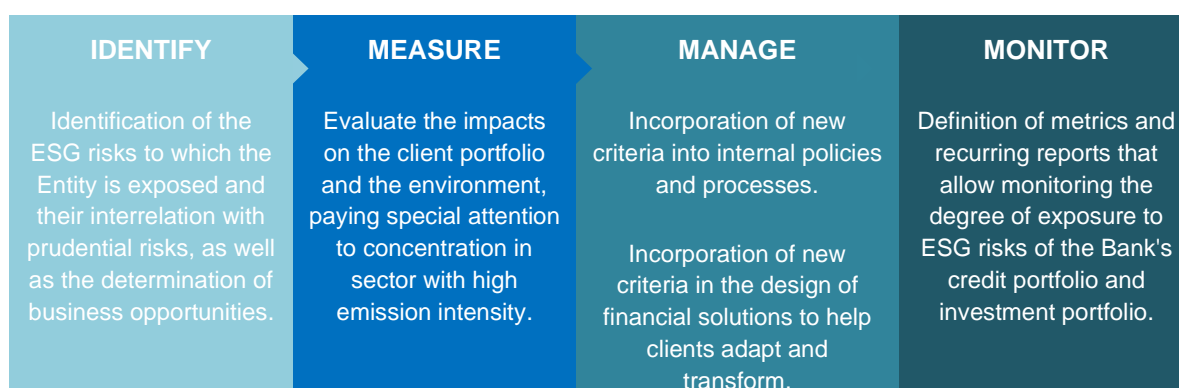 IDENTIFY
Identification of the
ESG risks to which the
Entity is exposed and
their interrelation with
prudential risks, as well
as the determination of
business opportunities.
MEASURE
Evaluate the impacts
on the client portfolio
and the environment,
paying special attention
to concentration in
sector with high
emission intensity.
MANAGE
Incorporation of new
criteria into internal policies
and processes.
Incorporation of new
criteria in the design of
financial solutions to help
clients adapt and
transform.
MONITOR
Definition of metrics and
recurring reports that
allow monitoring the
degree of exposure to
ESG risks of the Bank's
credit portfolio and
investment portfolio.